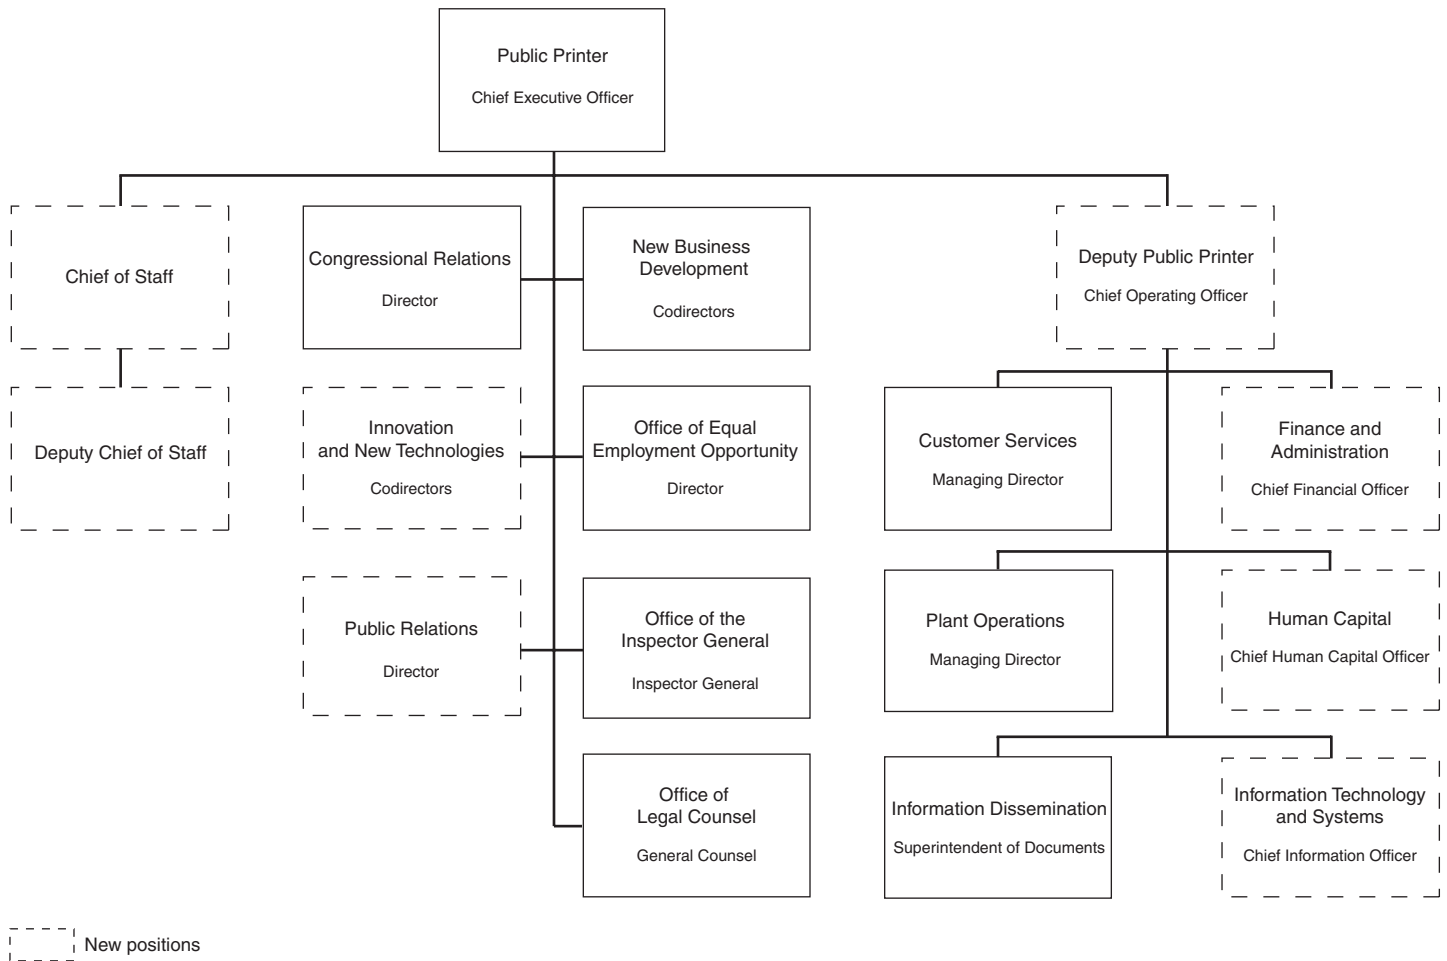 Public Printer
Chief Executive Officer
Chief of Staff
Congressional Relations
Director
New Business
Development
Codirectors
Deputy Public Printer
Chief Operating Officer
Deputy Chief of Staff
Innovation
and New Technologies
Codirectors
Office of Equal
Employment Opportunity
Director
Customer Services
Managing Director
Finance and
Administration
Chief Financial Officer
Public Relations
Director
Office of the
Inspector General
Inspector General
Plant Operations
Managing Director
Human Capital
Chief Human Capital Officer
Office of
Legal Counsel
General Counsel
Information Dissemination
Superintendent of Documents
Information Technology
and Systems
Chief Information Officer
New positions